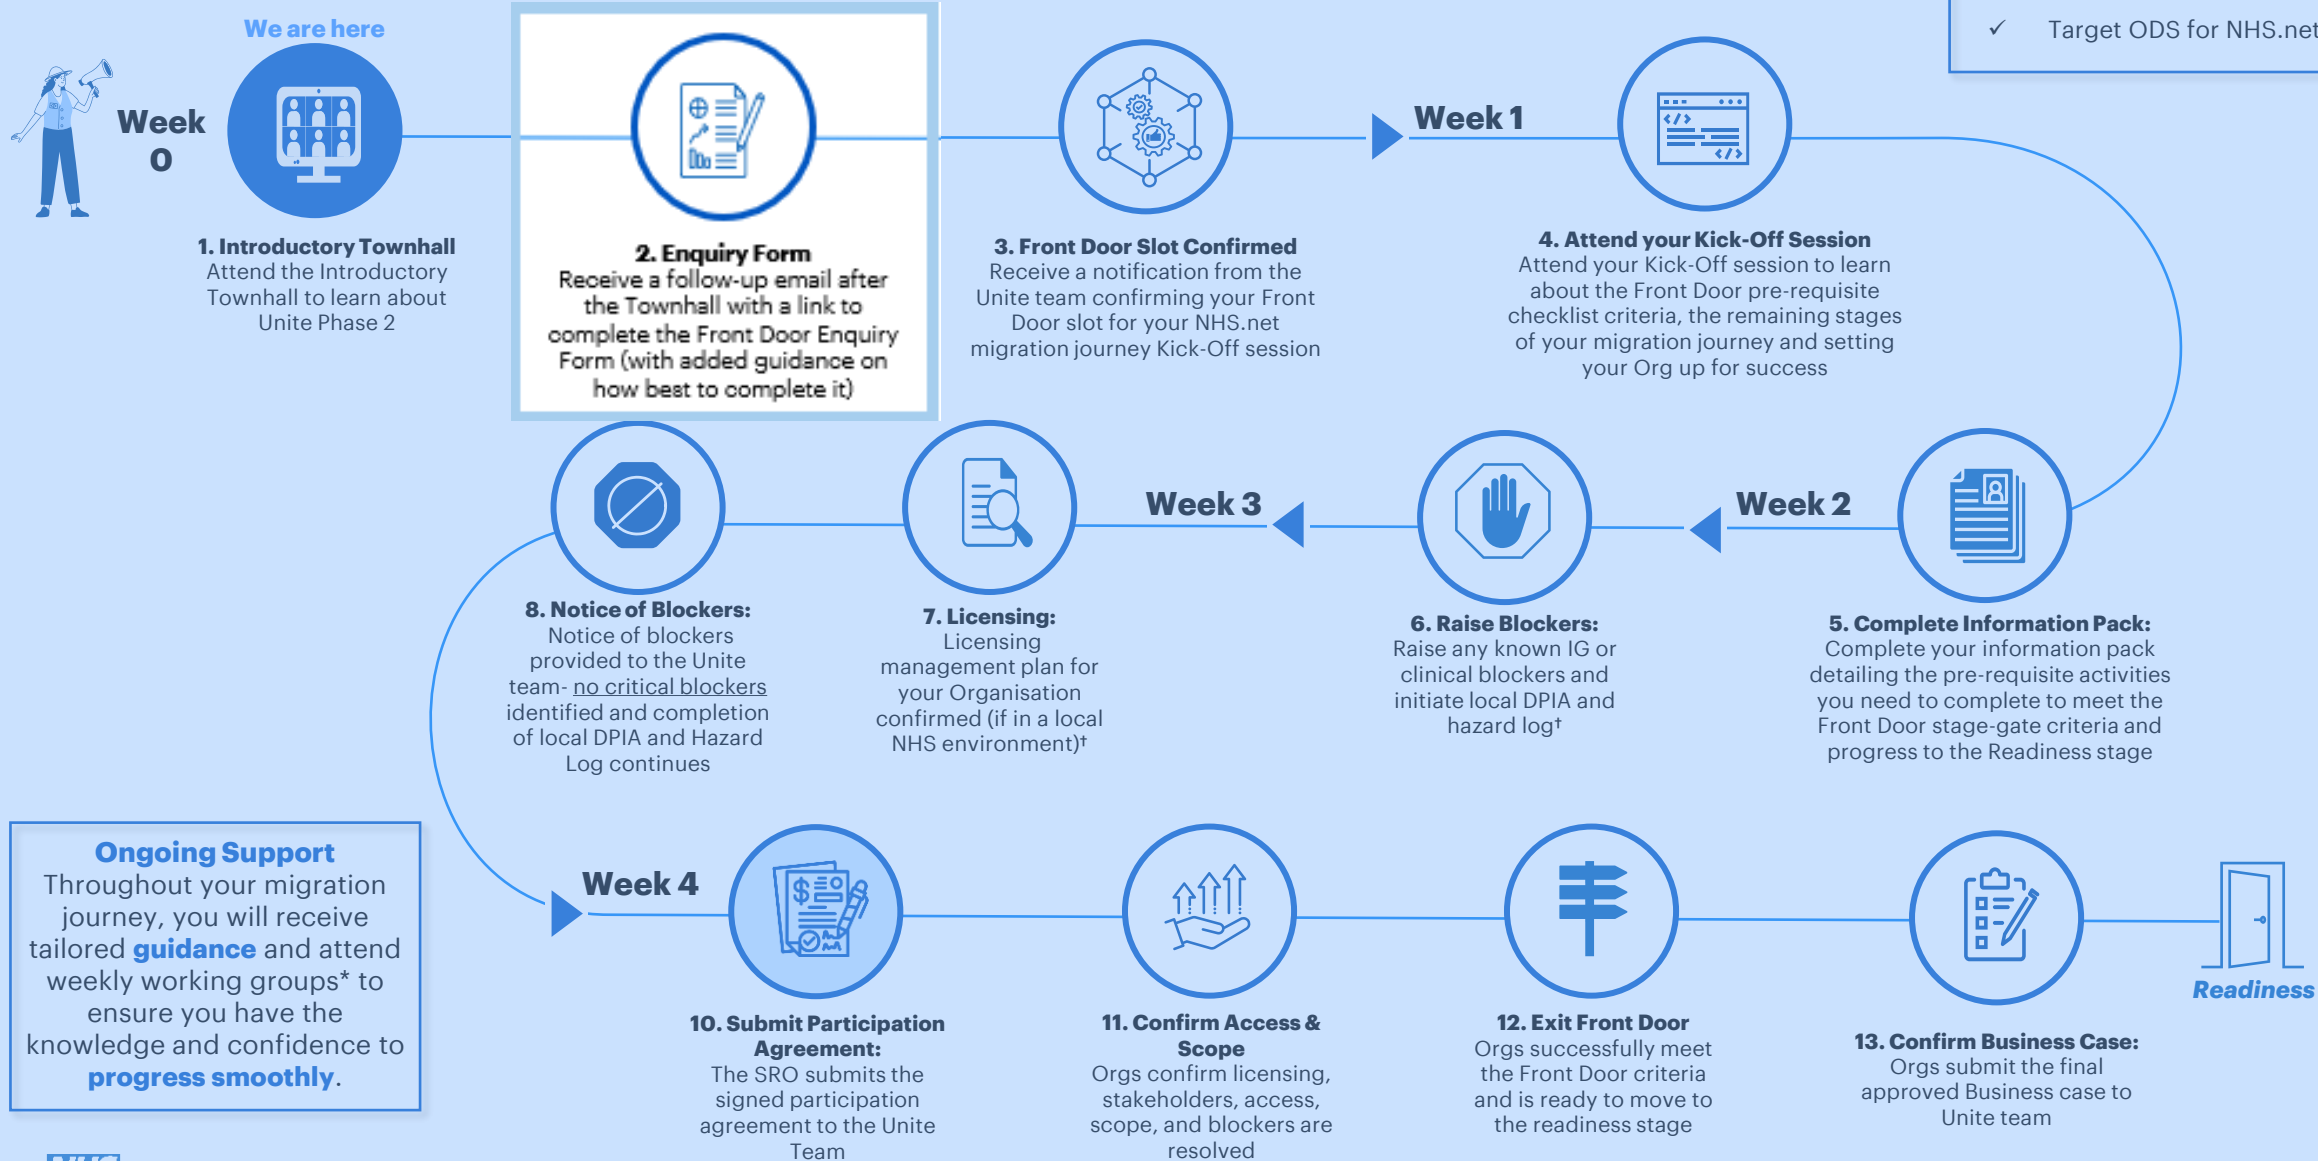 ✓ Target ODS for NHS.net
We are here
Week
0
1. Introductory Townhall
Attend the Introductory
Townhall to learn about
Unite Phase 2
2. Enquiry Form
Receive a follow-up email after
the Townhall with a link to
complete the Front Door Enquiry
Form (with added guidance on
how best to complete it)
3. Front Door Slot Confirmed
Receive a notification from the
Unite team confirming your Front
Door slot for your NHS.net
migration journey Kick-Off session
Week 1
4. Attend your Kick-Off Session
Attend your Kick-Off session to learn
about the Front Door pre-requisite
checklist criteria, the remaining stages
of your migration journey and setting
your Org up for success
Week 2
5. Complete Information Pack:
Complete your information pack
detailing the pre-requisite activities
you need to complete to meet the
Front Door stage-gate criteria and
progress to the Readiness stage
6. Raise Blockers:
Raise any known IG or
clinical blockers and
initiate local DPIA and
hazard log†
Week 3
7. Licensing:
Licensing
management plan for
your Organisation
confirmed (if in a local
NHS environment)†
8. Notice of Blockers:
Notice of blockers
provided to the Unite
team- no critical blockers
identified and completion
of local DPIA and Hazard
Log continues
Ongoing Support
Throughout your migration
journey, you will receive
tailored guidance and attend
weekly working groups* to
ensure you have the
knowledge and confidence to
progress smoothly.
Week 4
10. Submit Participation
Agreement:
The SRO submits the
signed participation
agreement to the Unite
Team
11. Confirm Access &
Scope
Orgs confirm licensing,
stakeholders, access,
scope, and blockers are
resolved
12. Exit Front Door
Orgs successfully meet
the Front Door criteria
and is ready to move to
the readiness stage
13. Confirm Business Case:
Orgs submit the final
approved Business case to
Unite team
Readiness
NHS